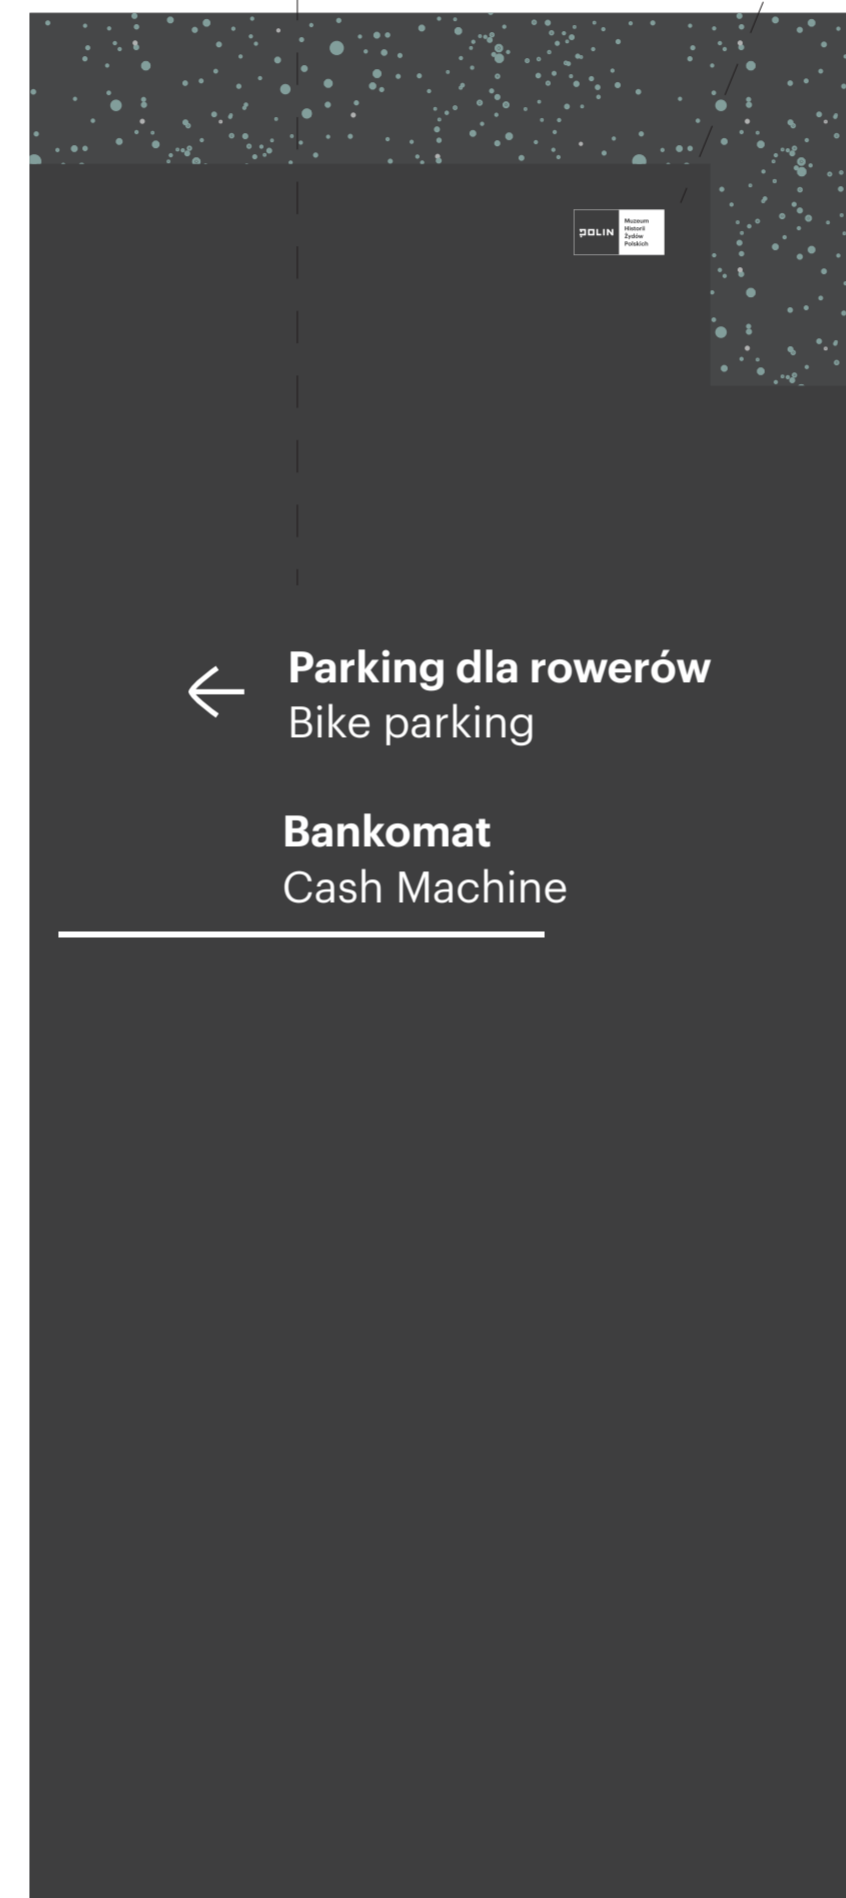 POLIN
Muzeum
Historii
Żydów
Polskich
Parking dla rowerów
Bike parking
Bankomat
Cash Machine